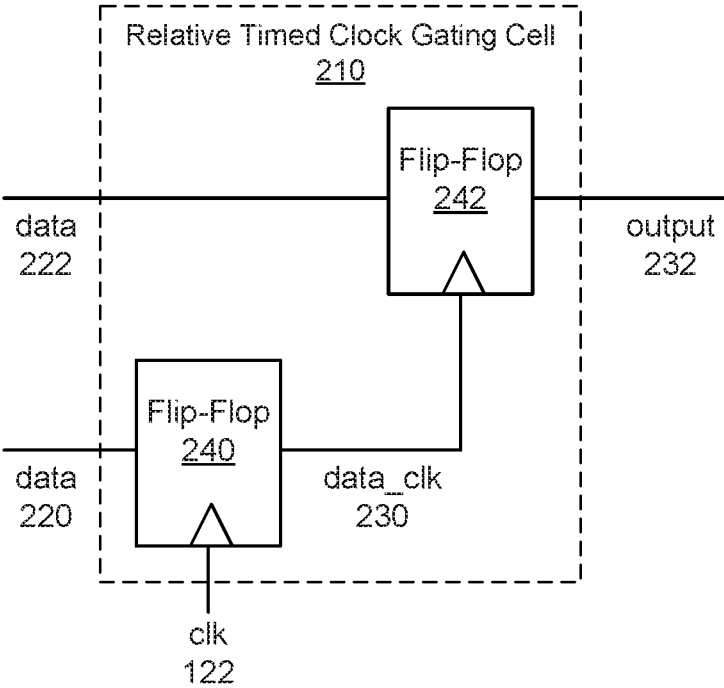 Relative Timed Clock Gating Cell
210
Flip-Flop
242
data
222
output
232
Flip-Flop
240
data
220
data_clk
230
clk
122